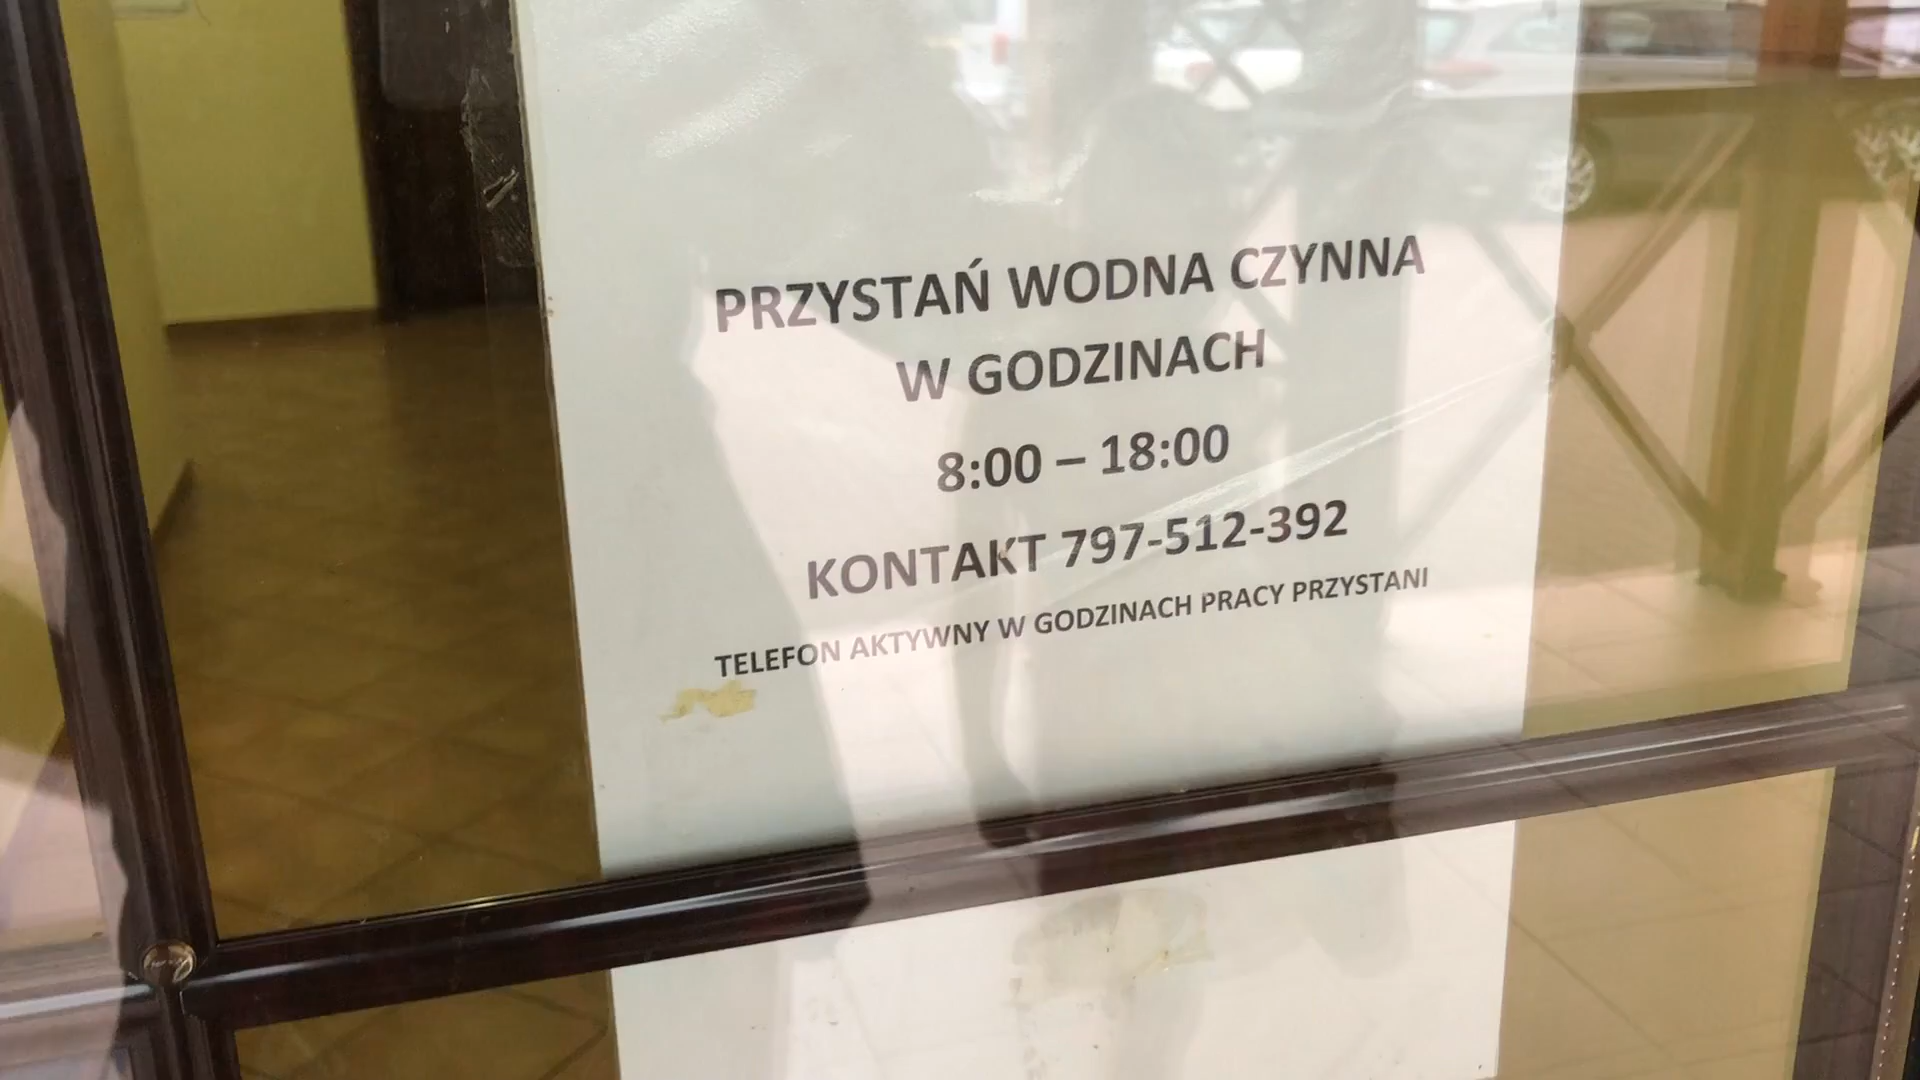 PRZYSTAŃ WODNA CZYNNA
W GODZINACH
8:00 – 18:00
KONTAKT 797-512-392
TELEFON AKTYWNY W GODZINACH PRACY PRZYSTANI